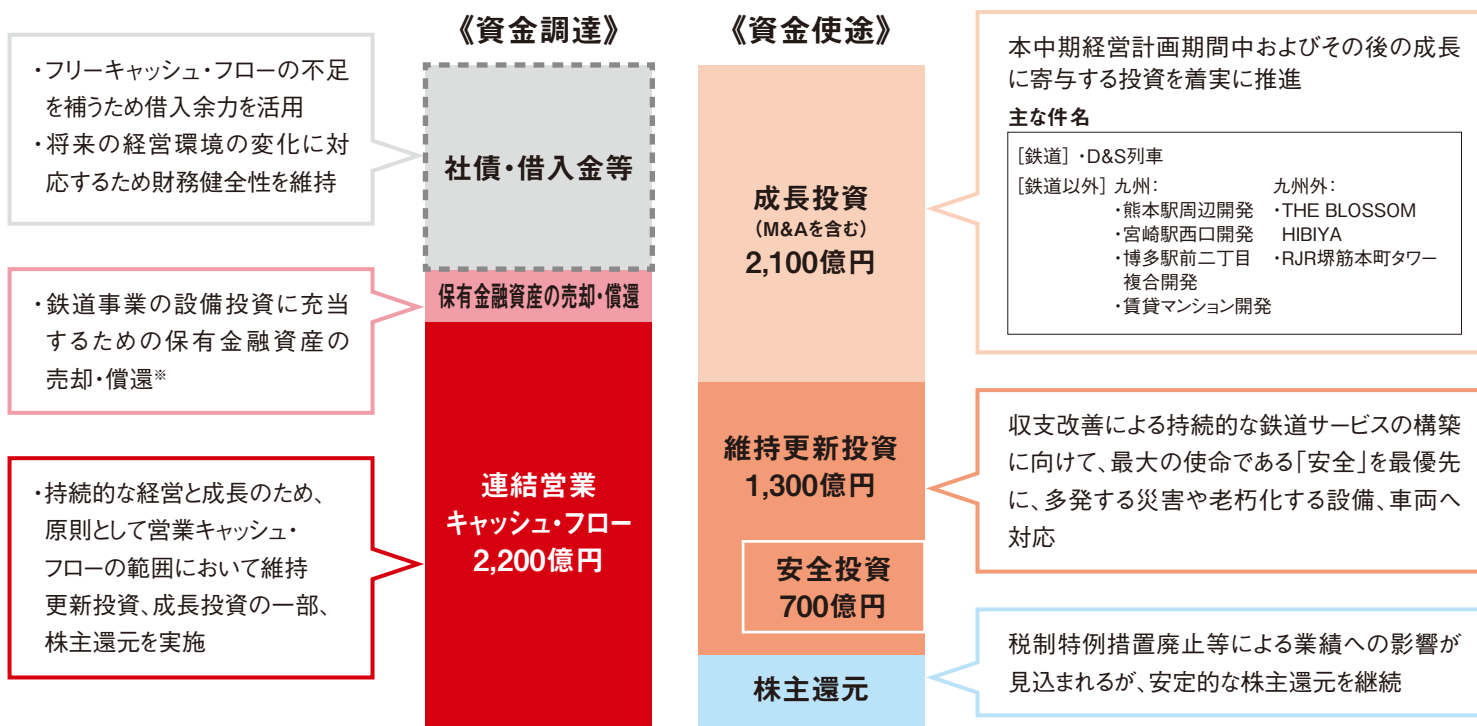 《資金調達》
・フリーキャッシュ・フローの不足
を補うため借入余力を活用
・将来の経営環境の変化に対
応するため財務健全性を維持
・鉄道事業の設備投資に充当
するための保有金融資産の
売却・償還※
・持続的な経営と成長のため、
原則として営業キャッシュ・
フローの範囲において維持
更新投資、成長投資の一部、
株主還元を実施
社債・借入金等
保有金融資産の売却・償還
連結営業
キャッシュ・フロー
2,200億円
《資金使途》
成長投資
(M&Aを含む)
2,100億円
維持更新投資
1,300億円
安全投資
700億円
株主還元
本中期経営計画期間中およびその後の成長
に寄与する投資を着実に推進
主な件名
[鉄道] ・D&S列車
[鉄道以外] 九州:
・熊本駅周辺開発
・宮崎駅西口開発
・博多駅前二丁目
複合開発
・賃貸マンション開発
九州外:
・THE BLOSSOM
HIBIYA
・RJR堺筋本町タワー
収支改善による持続的な鉄道サービスの構築
に向けて、最大の使命である「安全」を最優先
に、多発する災害や老朽化する設備、車両へ
対応
税制特例措置廃止等による業績への影響が
見込まれるが、安定的な株主還元を継続